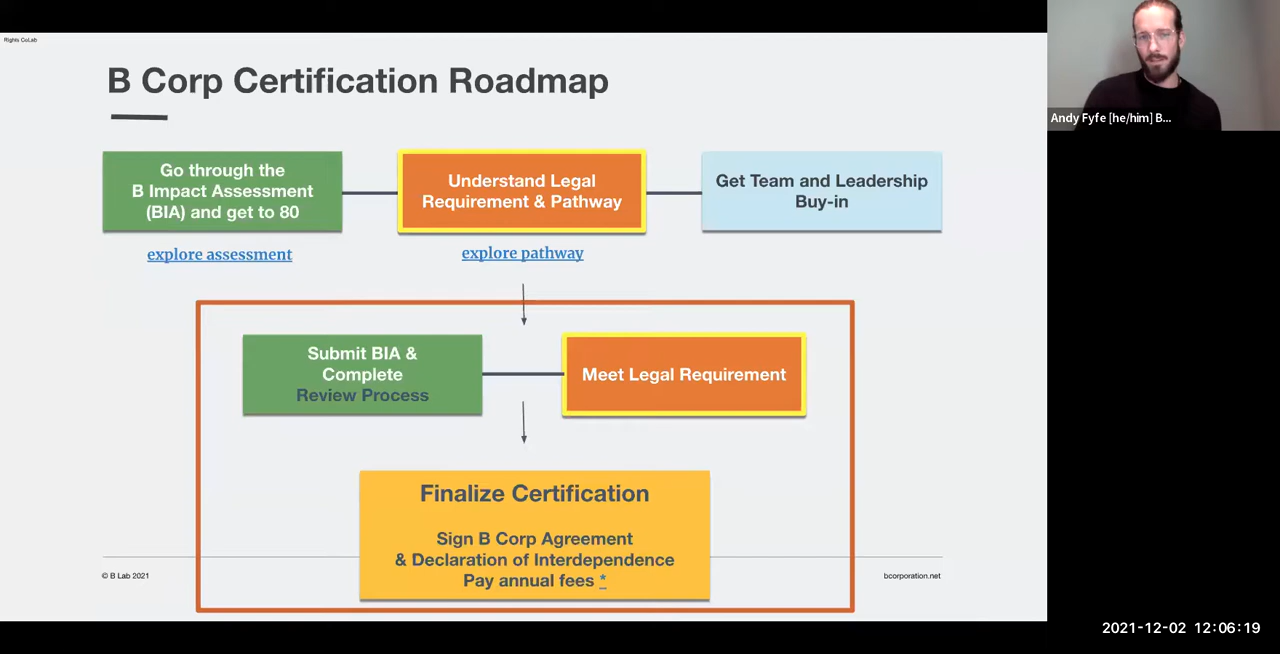 Rights CoLab
B Corp Certification Roadmap
Go through the
B Impact Assessment
(BIA) and get to 80
Understand Legal
Requirement & Pathway
Get Team and Leadership
Buy-in
explore assessment
explore pathway
Submit BIA &
Complete
Review Process
Meet Legal Requirement
Finalize Certification
Sign B Corp Agreement
& Declaration of Interdependence
Pay annual fees *
© B Lab 2021
bcorporation.net
Andy Fyfe [he/him] B...
2021-12-02 12:06:19